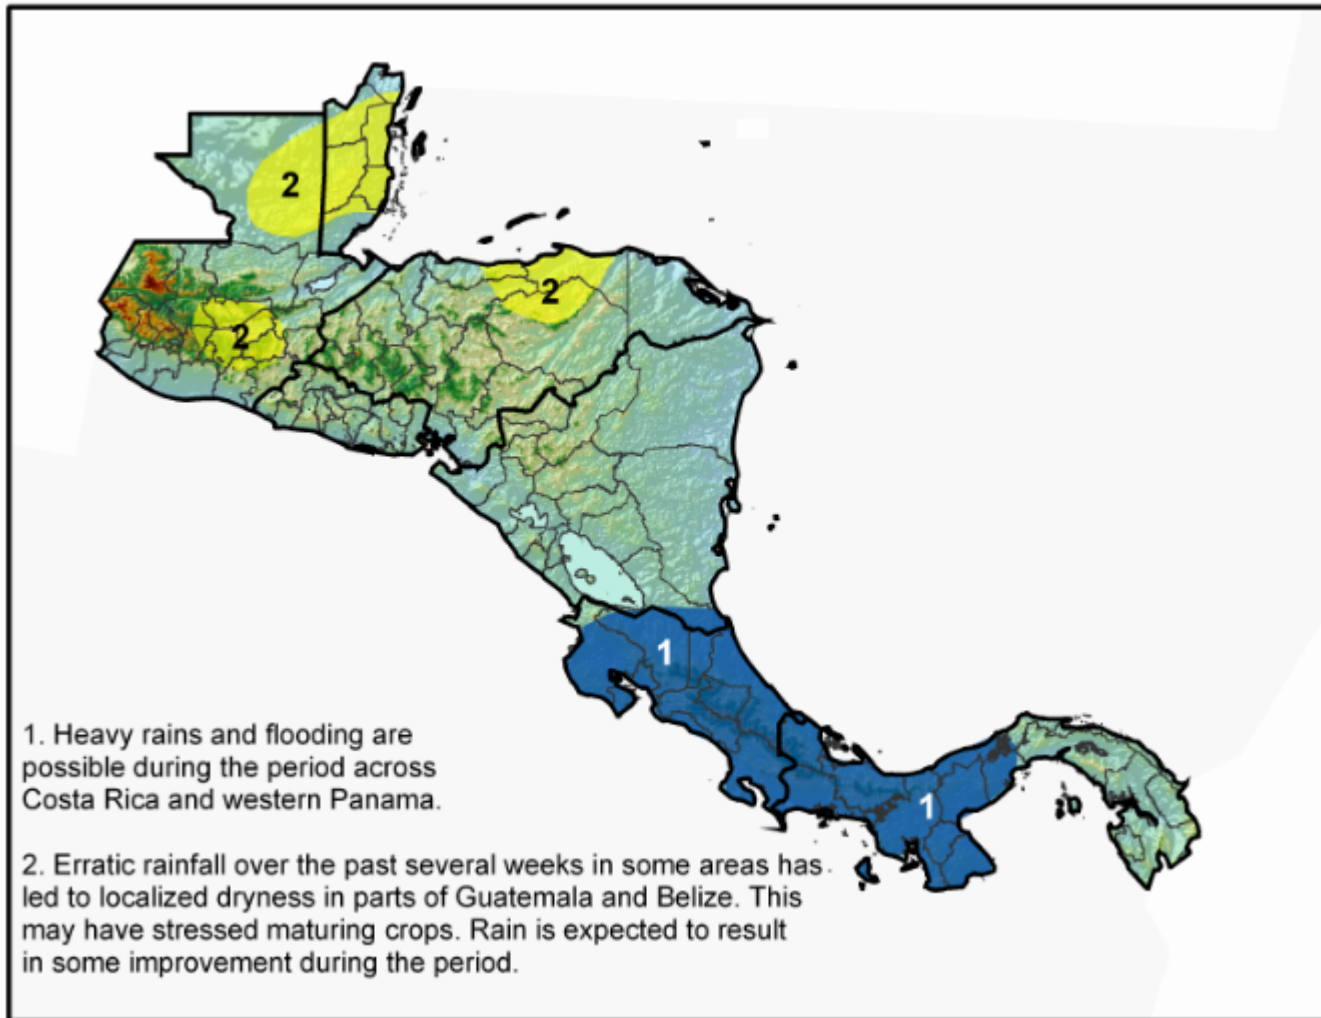 2
2
2
1
1
1. Heavy rains and flooding are
possible during the period across
Costa Rica and western Panama.
2. Erratic rainfall over the past several weeks in some areas has
led to localized dryness in parts of Guatemala and Belize. This
may have stressed maturing crops. Rain is expected to result
in some improvement during the period.